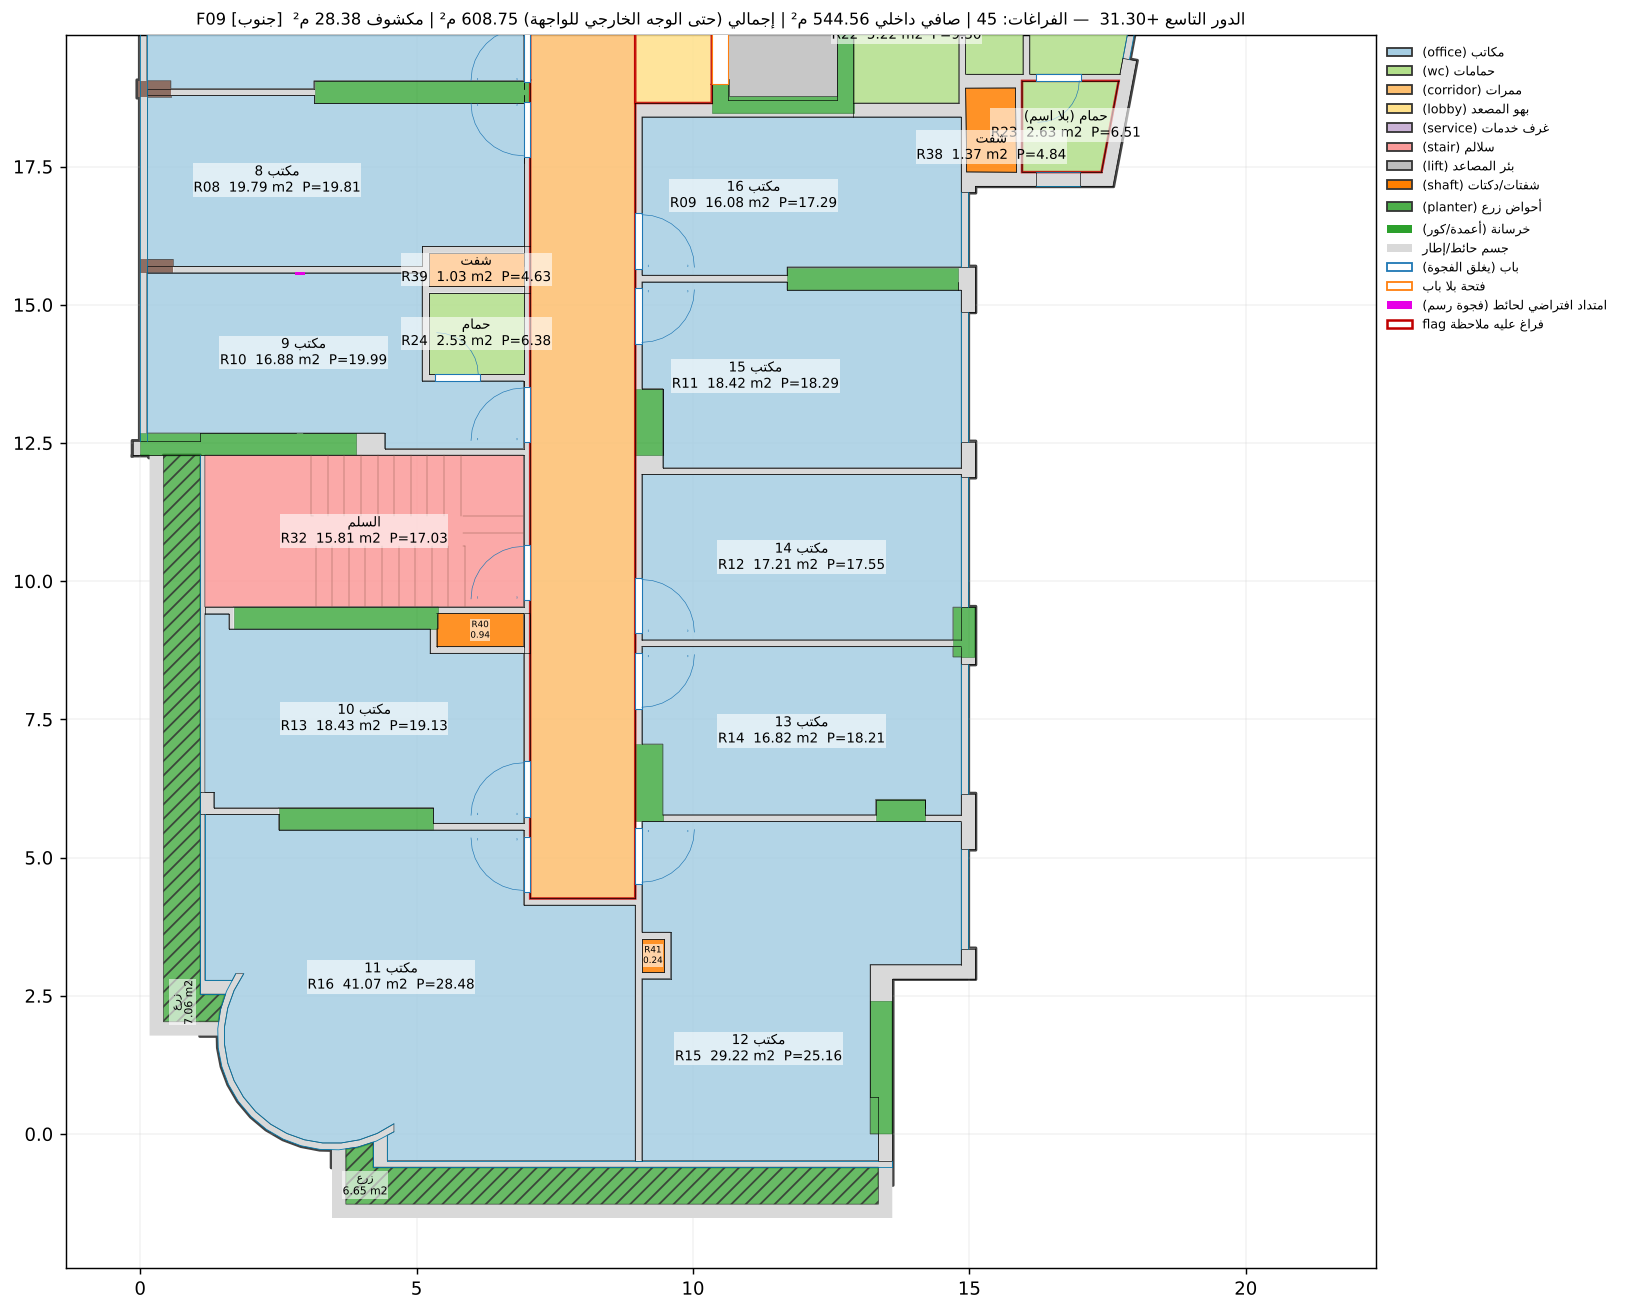 الدور التاسع +31.30 — الفراغات: 45 | صافي داخلي 544.56 م² | إجمالي (حتى الوجه الخارجي للواجهة) 608.75 م² | مكشوف 28.38 م² [جنوب] F09
مكاتب (office)
حمامات (wc)
ممرات (corridor)
بهو المصعد (lobby)
غرف خدمات (service)
سلالم (stair)
بئر المصاعد (lift)
شفتات/دكتات (shaft)
أحواض زرع (planter)
خرسانة (أعمدة/كور)
جسم حائط/إطار
باب (يغلق الفجوة)
فتحة بلا باب
امتداد افتراضي لحائط (فجوة رسم)
فراغ عليه ملاحظة flag
R22 5.22 m2 P=9.50
حمام (بلا اسم)
R23 2.63 m2 P=6.51
شفت
R38 1.37 m2 P=4.84
مكتب 8
R08 19.79 m2 P=19.81
مكتب 16
R09 16.08 m2 P=17.29
شفت
R39 1.03 m2 P=4.63
حمام
R24 2.53 m2 P=6.38
مكتب 9
R10 16.88 m2 P=19.99
مكتب 15
R11 18.42 m2 P=18.29
السلم
R32 15.81 m2 P=17.03
مكتب 14
R12 17.21 m2 P=17.55
R40
0.94
مكتب 10
R13 18.43 m2 P=19.13
مكتب 13
R14 16.82 m2 P=18.21
R41
0.24
مكتب 11
R16 41.07 m2 P=28.48
مكتب 12
R15 29.22 m2 P=25.16
زرع
7.06 m2
زرع
6.65 m2
17.5
15.0
12.5
10.0
7.5
5.0
2.5
0.0
0
5
10
15
20